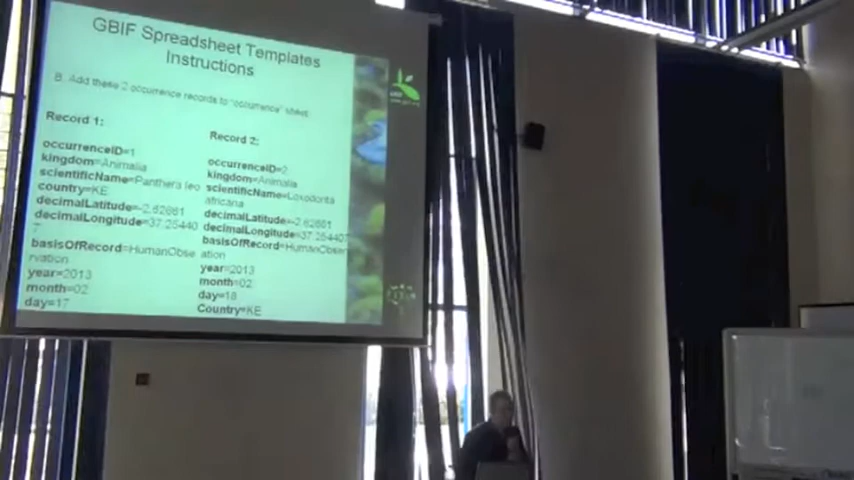 GBIF SpreadSheet Templates
Instructions
B. Add these 2 occurrence records to "occurrence" sheet.
Record 1:
occurrenceID=1
kingdom=Animalia
scientificName=Panthera leo
country=KE
decimalLatitude=-2.62661
decimalLongitude=37.25440
7
basisOfRecord=HumanObse
rvation
year=2013
month=02
day=17
Record 2:
occurrenceID=2
kingdom=Animalia
scientificName=Loxodonta
africana
decimalLatitude=-2.62661
decimalLongitude=37.254407
basisOfRecord=HumanObser
ation
year=2013
month=02
day=18
Country=KE